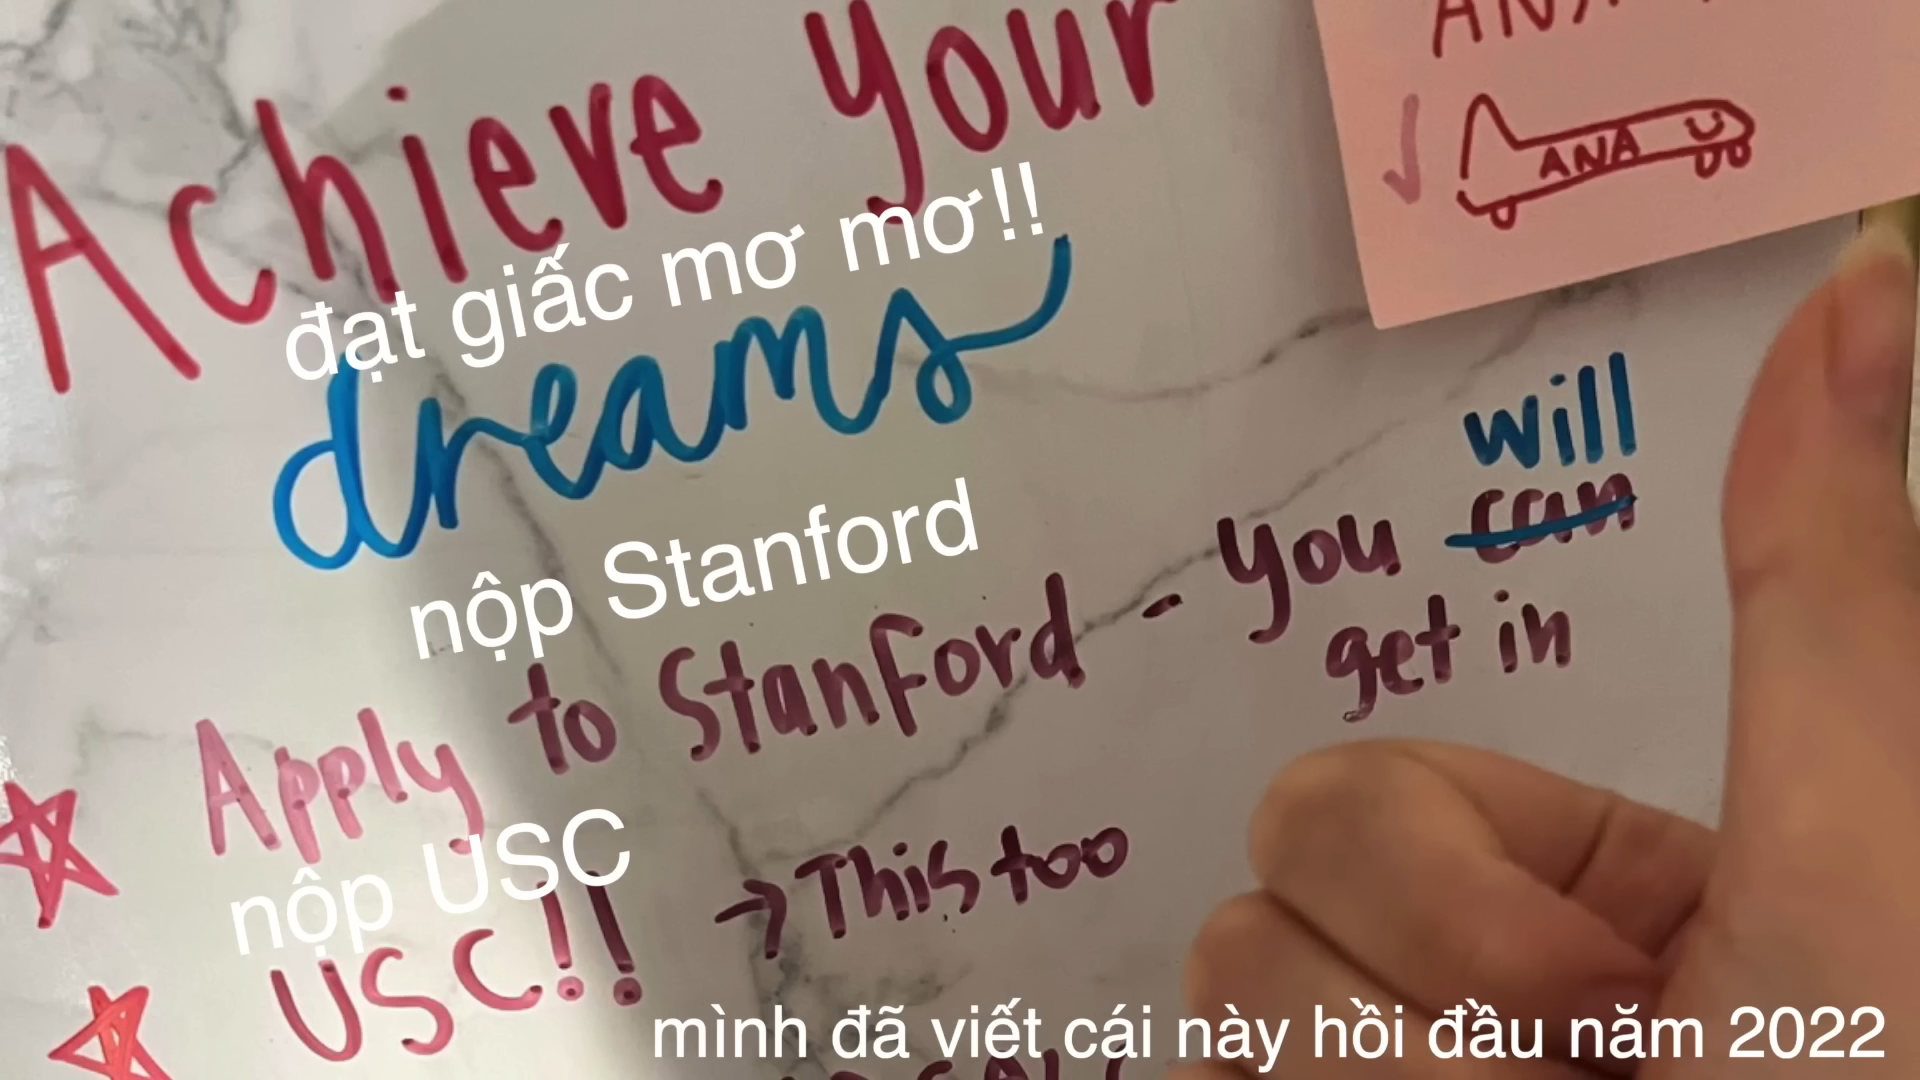 Achieve Your
đạt giấc mơ mơ!!
dreams
ANA
will
nộp Stanford
Apply to Stanford - You can
get in
nộp USC
USC!! → This too
mình đã viết cái này hồi đầu năm 2022